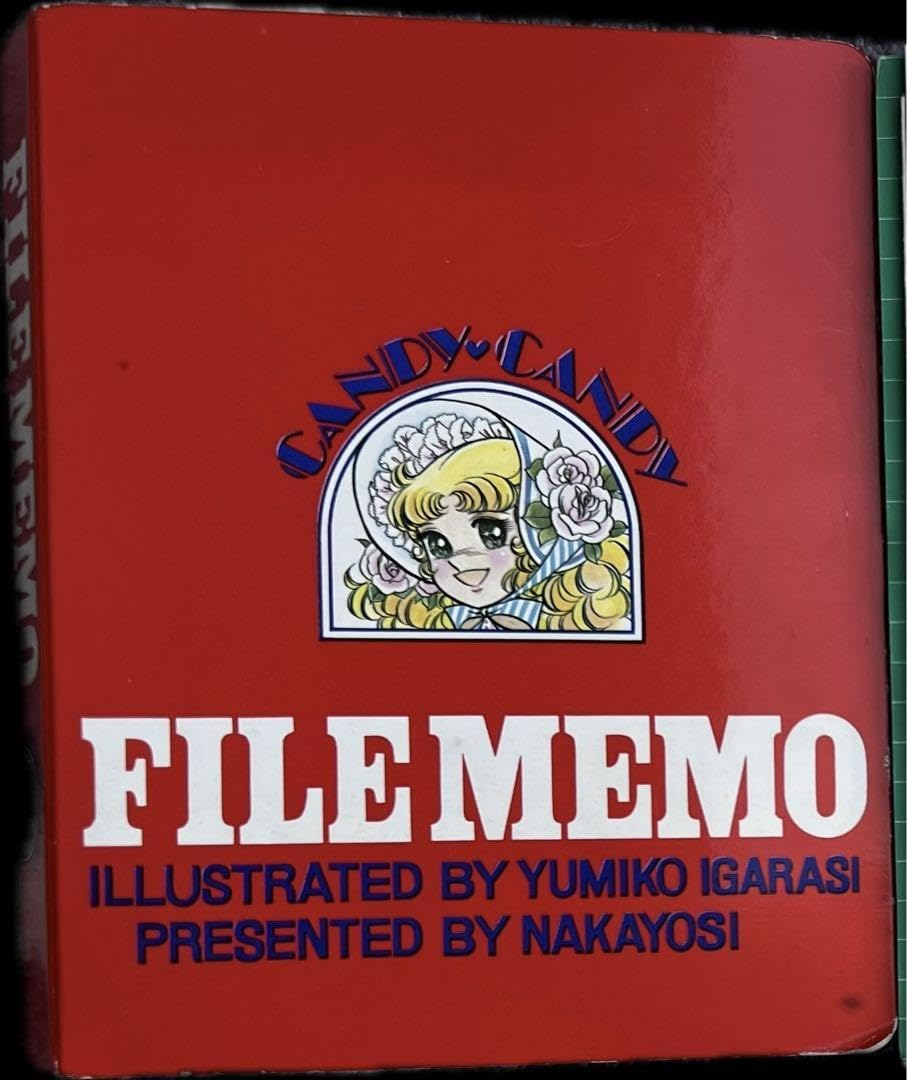 CANDY♥CANDY
FILE MEMO
ILLUSTRATED BY YUMIKO IGARASI
PRESENTED BY NAKAYOSI
FILE MEMO